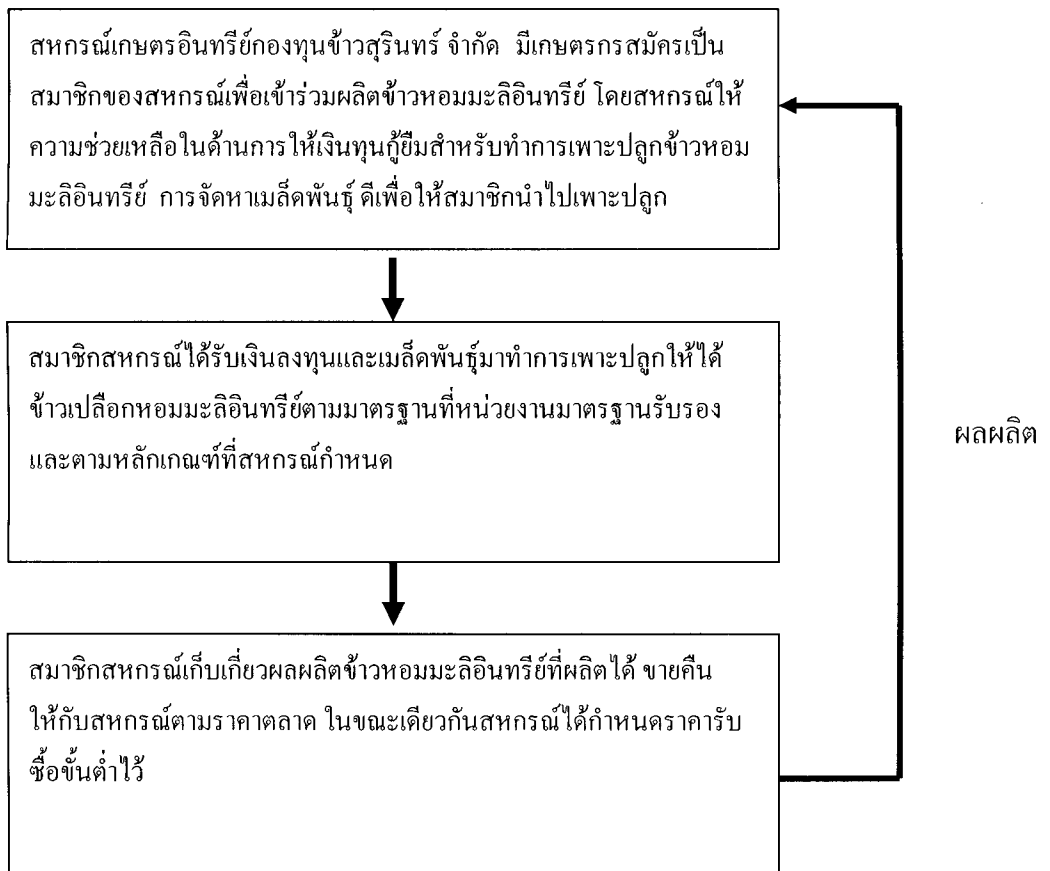 สหกรณ์เกษตรอินทรีย์กองทุนข้าวสุรินทร์ จำกัด มีเกษตรกรสมัครเป็น
สมาชิกของสหกรณ์เพื่อเข้าร่วมผลิตข้าวหอมมะลิอินทรีย์ โดยสหกรณ์ให้
ความช่วยเหลือในด้านการให้เงินทุนกู้ยืมสำหรับทำการเพาะปลูกข้าวหอม
มะลิอินทรีย์ การจัดหาเมล็ดพันธุ์ ดีเพื่อให้สมาชิกนำไปเพาะปลูก
สมาชิกสหกรณ์ได้รับเงินลงทุนและเมล็ดพันธุ์มาทำการเพาะปลูกให้ได้
ข้าวเปลือกหอมมะลิอินทรีย์ตามมาตรฐานที่หน่วยงานมาตรฐานรับรอง
และตามหลักเกณฑ์ที่สหกรณ์กำหนด
ผลผลิต
สมาชิกสหกรณ์เก็บเกี่ยวผลผลิตข้าวหอมมะลิอินทรีย์ที่ผลิตได้ ขายคืน
ให้กับสหกรณ์ตามราคาตลาด ในขณะเดียวกันสหกรณ์ได้กำหนดราคารับ
ซื้อขั้นต่ำไว้